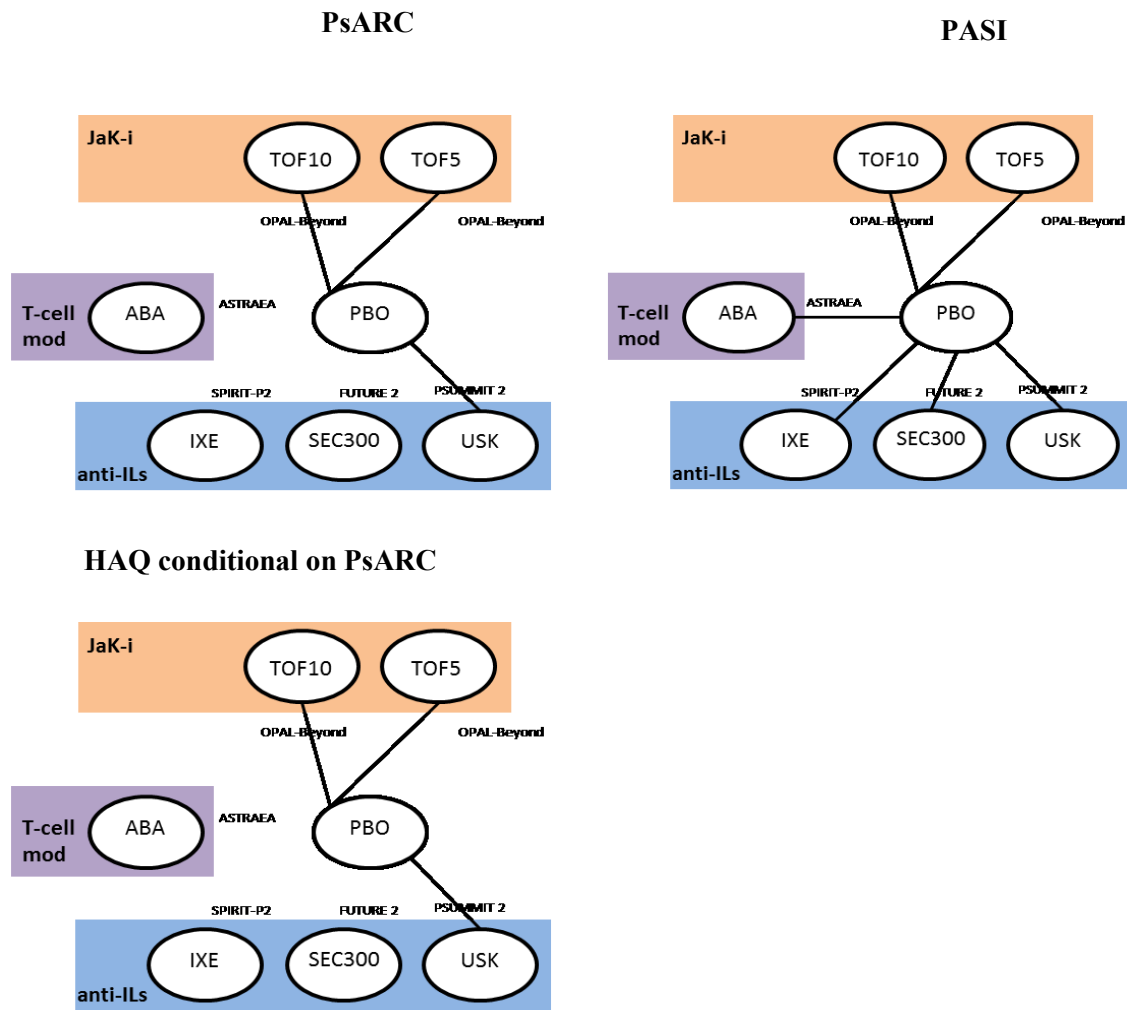 PsARC
JaK-i
TOF10
TOF5
OPAL-Beyond
OPAL-Beyond
T-cell
mod
ABA
ASTRAEA
PBO
SPIRIT-P2
FUTURE 2
PSUMMIT 2
IXE
SEC300
USK
anti-ILs
PASI
JaK-i
TOF10
TOF5
OPAL-Beyond
OPAL-Beyond
T-cell
mod
ABA
ASTRAEA
PBO
SPIRIT-P2
FUTURE 2
PSUMMIT 2
IXE
SEC300
USK
anti-ILs
HAQ conditional on PsARC
JaK-i
TOF10
TOF5
OPAL-Beyond
OPAL-Beyond
T-cell
mod
ABA
ASTRAEA
PBO
SPIRIT-P2
FUTURE 2
PSUMMIT 2
IXE
SEC300
USK
anti-ILs